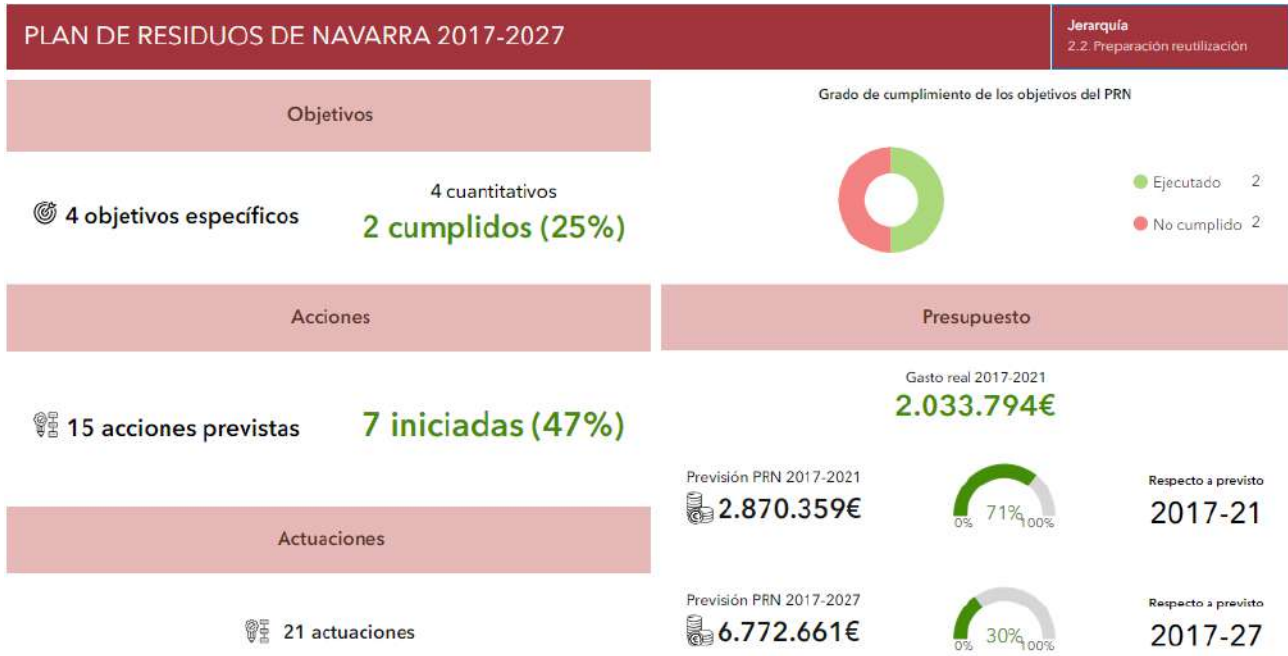 PLAN DE RESIDUOS DE NAVARRA 2017-2027
Jerarquía
2.2. Preparación reutilización
Objetivos
4 objetivos específicos
4 cuantitativos
2 cumplidos (25%)
Grado de cumplimiento de los objetivos del PRN
Ejecutado 2
No cumplido 2
Acciones
15 acciones previstas
7 iniciadas (47%)
Actuaciones
21 actuaciones
Presupuesto
Gasto real 2017-2021
2.033.794€
Previsión PRN 2017-2021
2.870.359€
71%
0% 100%
Respecto a previsto
2017-21
Previsión PRN 2017-2027
6.772.661€
30%
0% 100%
Respecto a previsto
2017-27